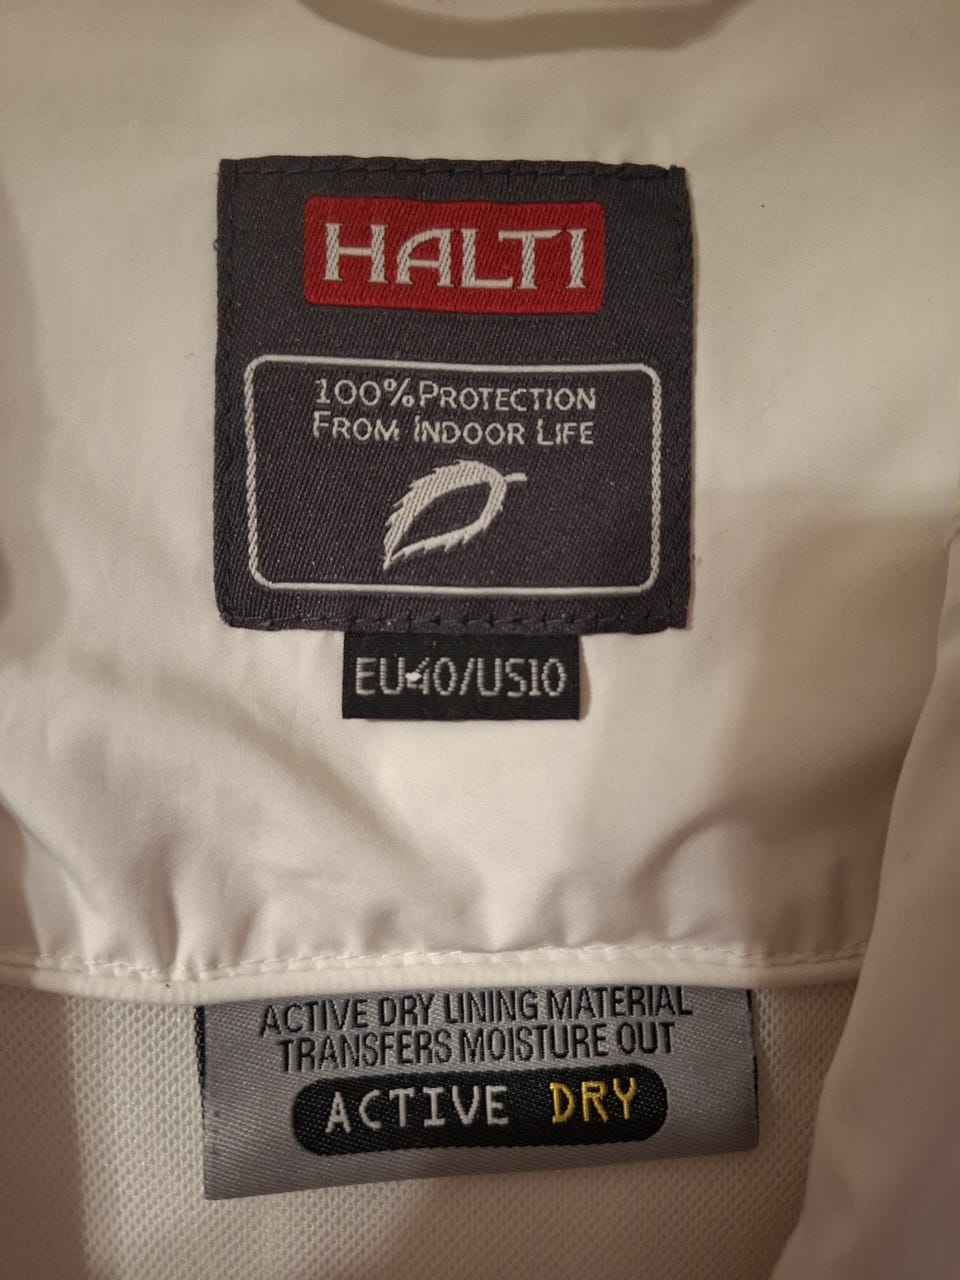 HALTI
100% PROTECTION
FROM INDOOR LIFE
EU40/US10
ACTIVE DRY LINING MATERIAL
TRANSFERS MOISTURE OUT
ACTIVE DRY